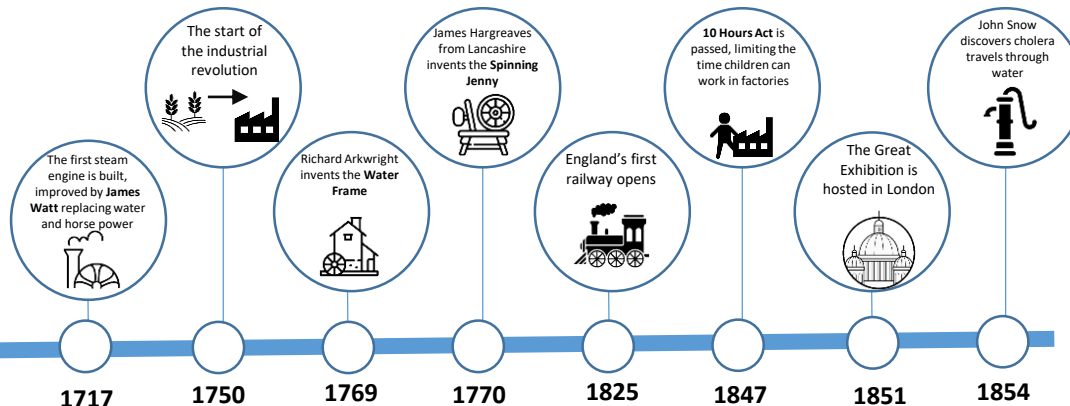 The first steam
engine is built,
improved by James
Watt replacing water
and horse power
1717
The start of
the industrial
revolution
1750
Richard Arkwright
invents the Water
Frame
1769
James Hargreaves
from Lancashire
invents the Spinning
Jenny
1770
England’s first
railway opens
1825
10 Hours Act is
passed, limiting the
time children can
work in factories
1847
The Great
Exhibition is
hosted in London
1851
John Snow
discovers cholera
travels through
water
1854